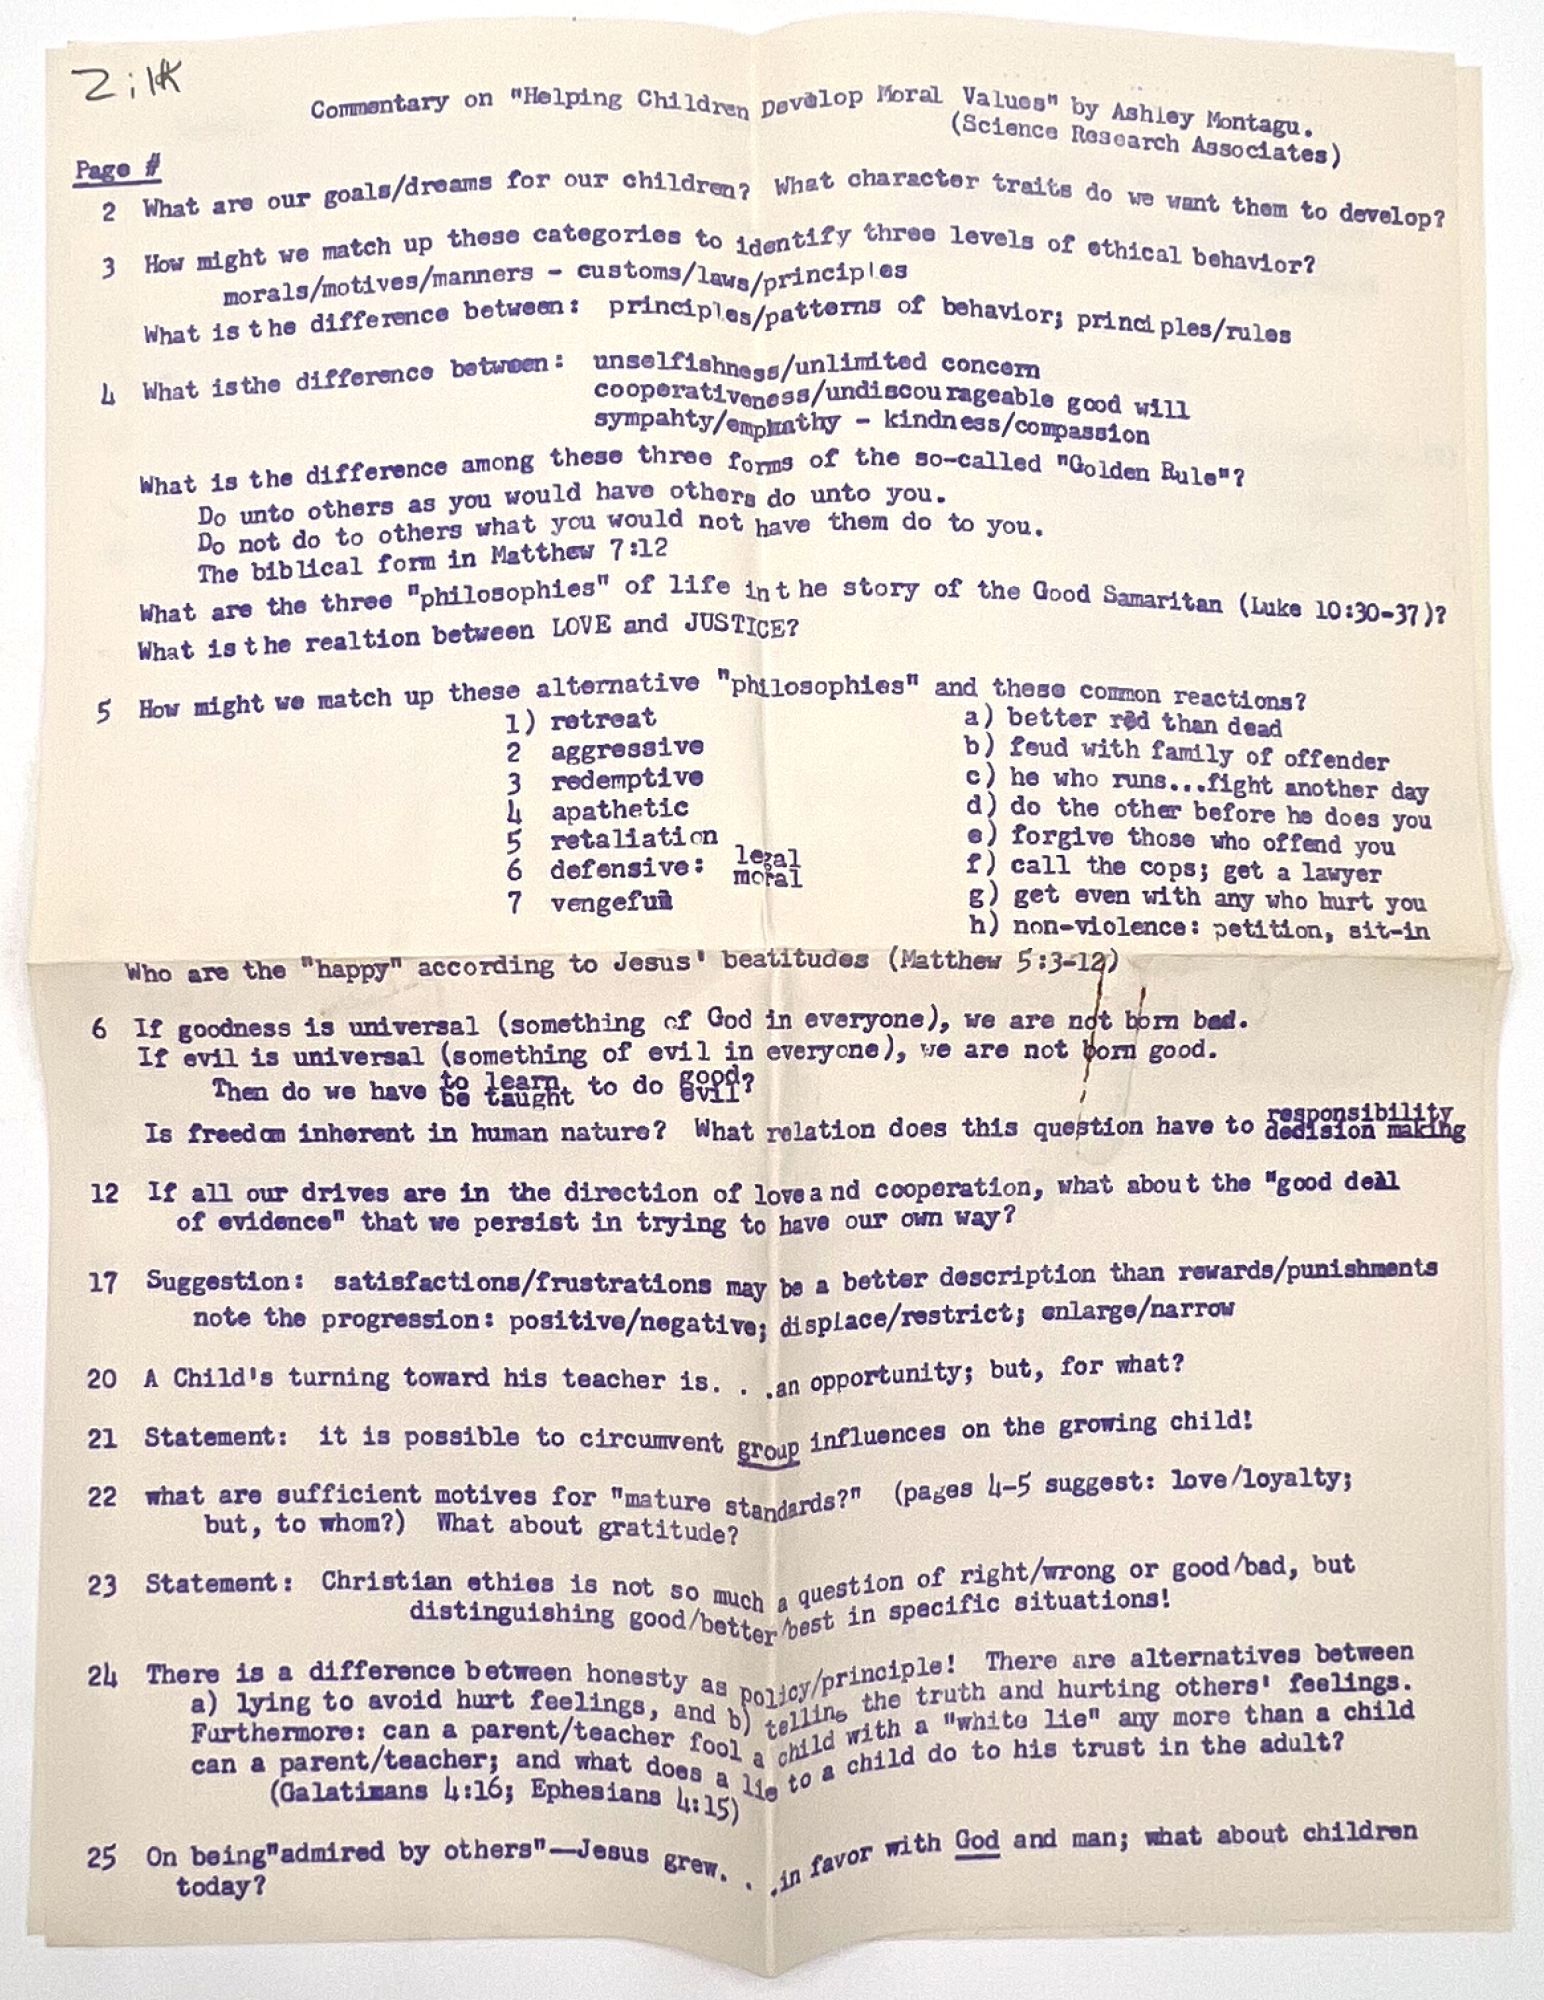 Zilk
Commentary on "Helping Children Develop Moral Values" by Ashley Montagu.
(Science Research Associates)
Page #
2 What are our goals/dreams for our children? What character traits do we want them to develop?
3 How might we match up these categories to identify three levels of ethical behavior?
morals/motives/manners - customs/laws/principles
What is the difference between: principles/patterns of behavior; principles/rules
4 What isthe difference between: unselfishness/unlimited concern
cooperativeness/undiscourageable good will
sympahty/emphathy - kindness/compassion
What is the difference among these three forms of the so-called "Golden Rule"?
Do unto others as you would have others do unto you.
Do not do to others what you would not have them do to you.
The biblical form in Matthew 7:12
What are the three "philosophies" of life in the story of the Good Samaritan (Luke 10:30-37)?
What is the realtion between LOVE and JUSTICE?
5 How might we match up these alternative "philosophies" and these common reactions?
1) retreat a) better red than dead
2 aggressive b) feud with family of offender
3 redemptive c) he who runs...fight another day
4 apathetic d) do the other before he does you
5 retaliation e) forgive those who offend you
6 defensive: legal f) call the cops; get a lawyer
moral
7 vengeful g) get even with any who hurt you
h) non-violence: petition, sit-in
Who are the "happy" according to Jesus' beatitudes (Matthew 5:3-12)
6 If goodness is universal (something of God in everyone), we are not born bad.
If evil is universal (something of evil in everyone), we are not born good.
Then do we have to learn to do good?
be taught evil
Is freedom inherent in human nature? What relation does this question have to responsibility
dedision making
12 If all our drives are in the direction of love and cooperation, what about the "good deal
of evidence" that we persist in trying to have our own way?
17 Suggestion: satisfactions/frustrations may be a better description than rewards/punishments
note the progression: positive/negative; displace/restrict; enlarge/narrow
20 A Child's turning toward his teacher is. . .an opportunity; but, for what?
21 Statement: it is possible to circumvent group influences on the growing child!
22 what are sufficient motives for "mature standards?" (pages 4-5 suggest: love/loyalty;
but, to whom?) What about gratitude?
23 Statement: Christian ethics is not so much a question of right/wrong or good/bad, but
distinguishing good/better/best in specific situations!
24 There is a difference between honesty as policy/principle! There are alternatives between
a) lying to avoid hurt feelings, and b) telling the truth and hurting others' feelings.
Furthermore: can a parent/teacher fool a child with a "white lie" any more than a child
can a parent/teacher; and what does a lie to a child do to his trust in the adult?
(Galatimans 4:16; Ephesians 4:15)
25 On being"admired by others"—Jesus grew. . .in favor with God and man; what about children
today?